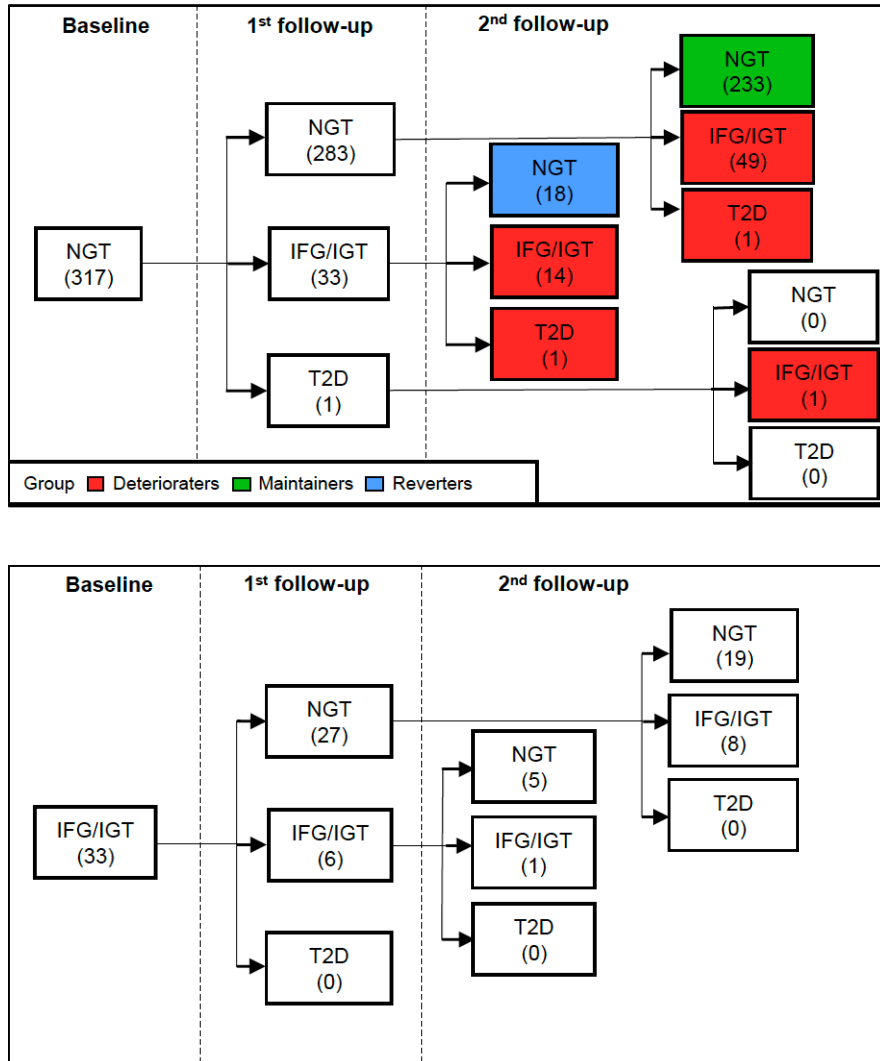 Baseline
1st follow-up
2nd follow-up
NGT
(233)
NGT
(283)
IFG/IGT
(49)
NGT
(18)
T2D
(1)
NGT
(317)
IFG/IGT
(33)
IFG/IGT
(14)
NGT
(0)
T2D
(1)
T2D
(1)
IFG/IGT
(1)
T2D
(0)
Group Deterioraters Maintainers Reverters
Baseline
1st follow-up
2nd follow-up
NGT
(19)
NGT
(27)
IFG/IGT
(8)
NGT
(5)
T2D
(0)
IFG/IGT
(33)
IFG/IGT
(6)
IFG/IGT
(1)
T2D
(0)
T2D
(0)